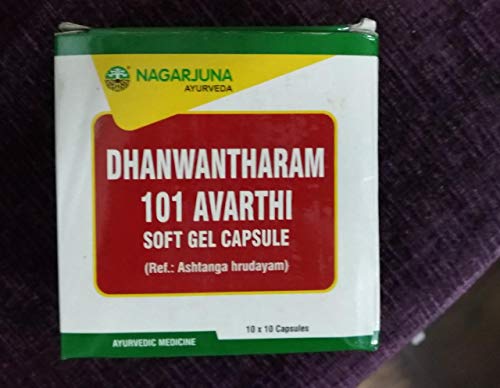 NAGARJUNA
AYURVEDA
DHANWANTHARAM
101 AVARTHI
SOFT GEL CAPSULE
(Ref.: Ashtanga hrudayam)
10 x 10 Capsules
AYURVEDIC MEDICINE